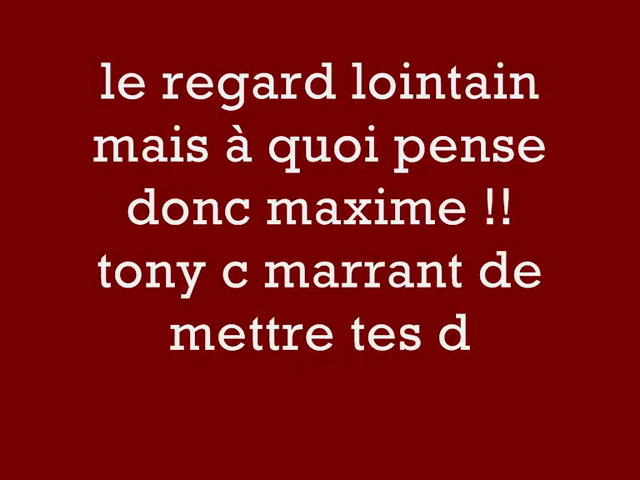 le regard lointain
mais à quoi pense
donc maxime !!
tony c marrant de
mettre tes d